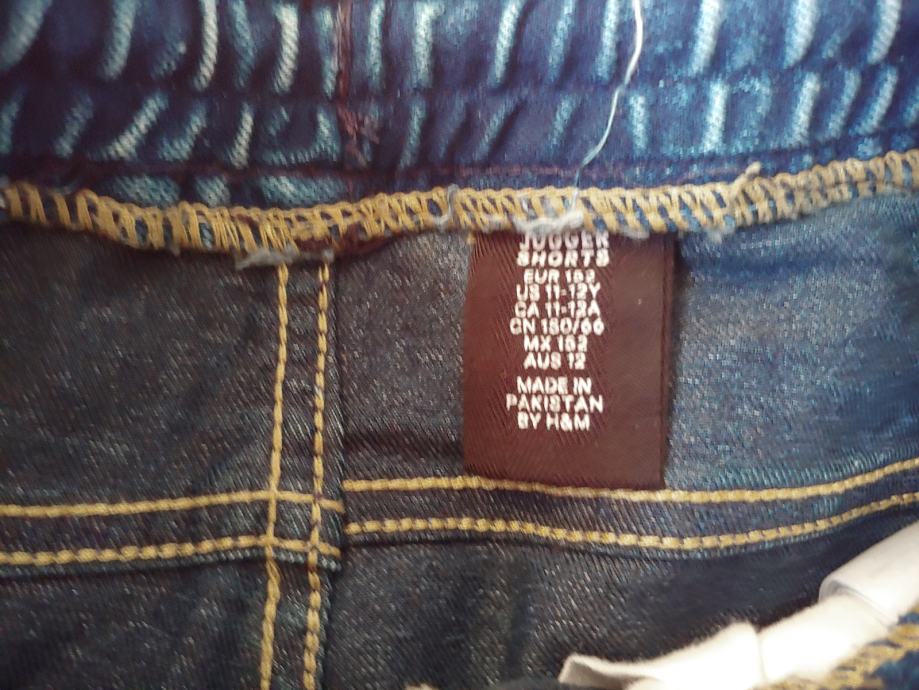 JOGGER
SHORTS
EUR 152
US 11-12Y
CA 11-12A
CN 150/60
MX 152
AUS 12
MADE IN
PAKISTAN
BY H&M